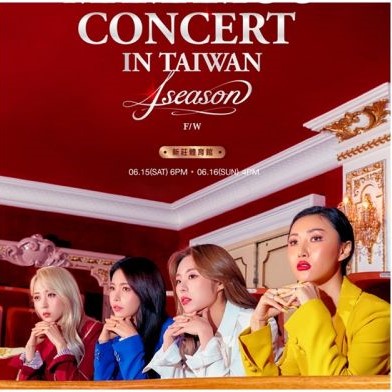 CONCERT
IN TAIWAN
4season
F/W
新莊體育館
06.15(SAT) 6PM • 06.16(SUN) 4PM